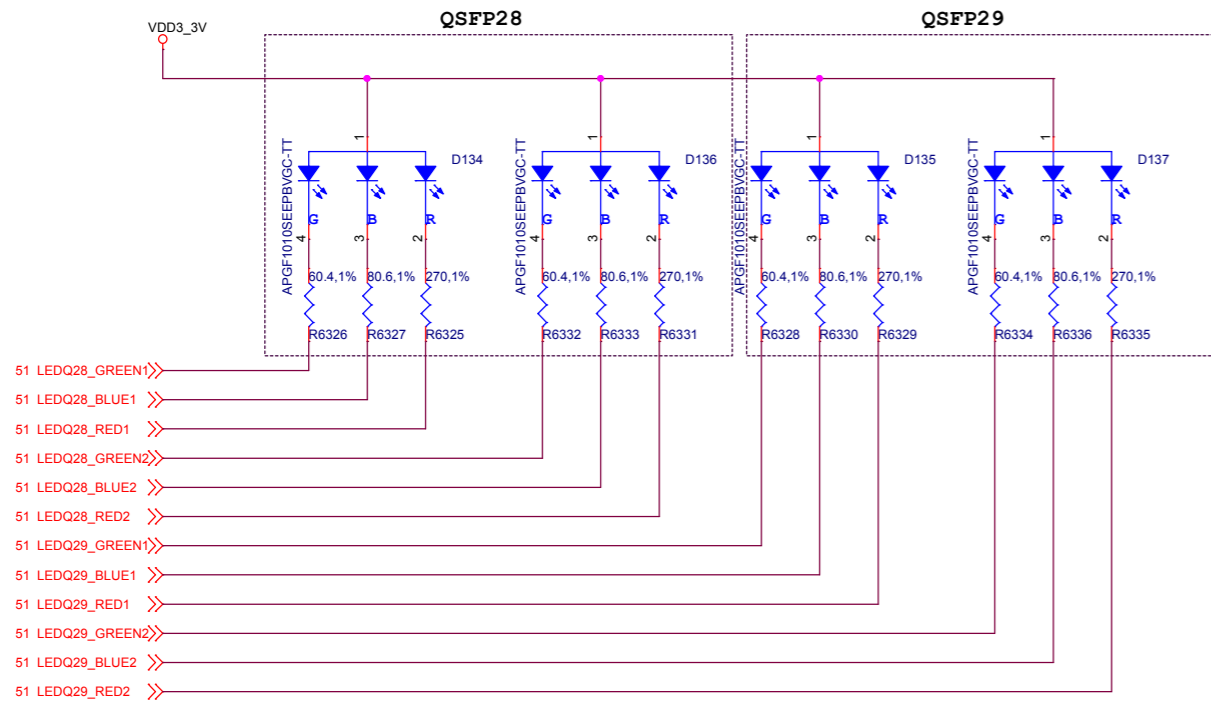 QSFP28
QSFP29
VDD3_3V
1
1
1
1
APGF1010SEEPBVGC-TT
D134
APGF1010SEEPBVGC-TT
D136
APGF1010SEEPBVGC-TT
D135
APGF1010SEEPBVGC-TT
D137
G B R
G B R
G B R
G B R
4 3 2
4 3 2
4 3 2
4 3 2
60.4,1% 80.6,1% 270,1%
60.4,1% 80.6,1% 270,1%
60.4,1% 80.6,1% 270,1%
60.4,1% 80.6,1% 270,1%
R6326 R6327 R6325
R6332 R6333 R6331
R6328 R6330 R6329
R6334 R6336 R6335
51 LEDQ28_GREEN1
51 LEDQ28_BLUE1
51 LEDQ28_RED1
51 LEDQ28_GREEN2
51 LEDQ28_BLUE2
51 LEDQ28_RED2
51 LEDQ29_GREEN1
51 LEDQ29_BLUE1
51 LEDQ29_RED1
51 LEDQ29_GREEN2
51 LEDQ29_BLUE2
51 LEDQ29_RED2